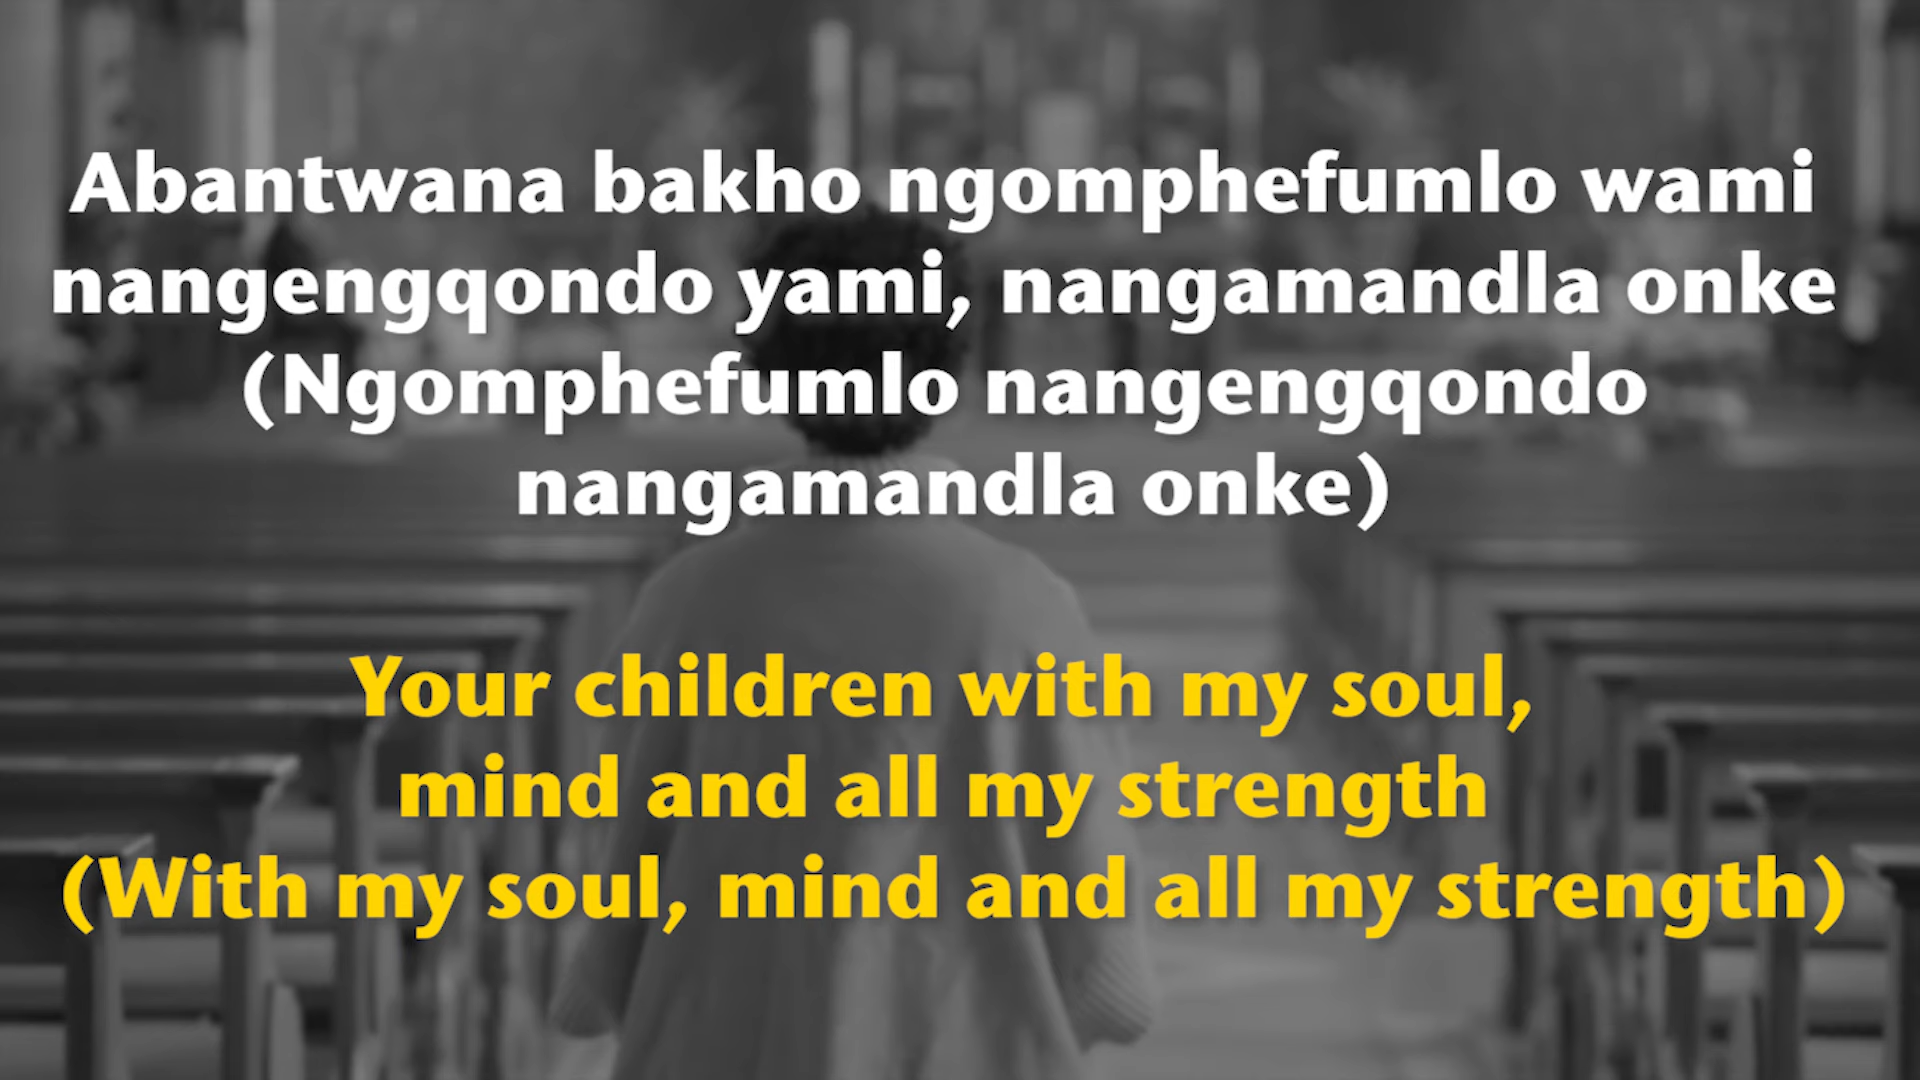 Abantwana bakho ngomphefumlo wami
nangengqondo yami, nangamandla onke
(Ngomphefumlo nangengqondo
nangamandla onke)
Your children with my soul,
mind and all my strength
(With my soul, mind and all my strength)